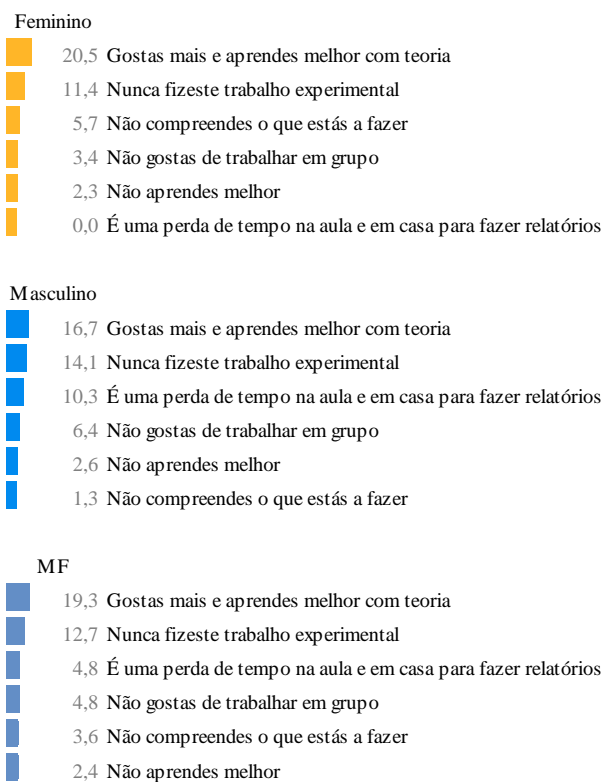 Feminino
20,5 Gostas mais e aprendes melhor com teoria
11,4 Nunca fizeste trabalho experimental
5,7 Não compreendes o que estás a fazer
3,4 Não gostas de trabalhar em grupo
2,3 Não aprendes melhor
0,0 É uma perda de tempo na aula e em casa para fazer relatórios
Masculino
16,7 Gostas mais e aprendes melhor com teoria
14,1 Nunca fizeste trabalho experimental
10,3 É uma perda de tempo na aula e em casa para fazer relatórios
6,4 Não gostas de trabalhar em grupo
2,6 Não aprendes melhor
1,3 Não compreendes o que estás a fazer
MF
19,3 Gostas mais e aprendes melhor com teoria
12,7 Nunca fizeste trabalho experimental
4,8 É uma perda de tempo na aula e em casa para fazer relatórios
4,8 Não gostas de trabalhar em grupo
3,6 Não compreendes o que estás a fazer
2,4 Não aprendes melhor